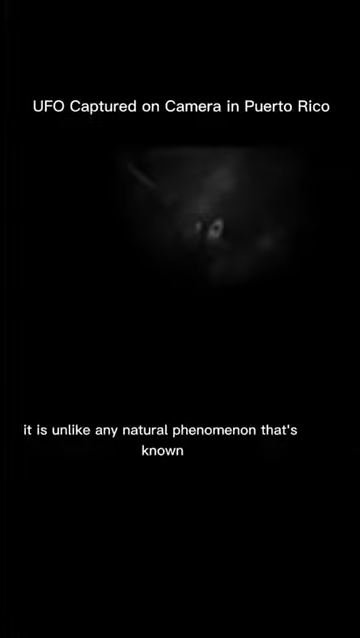 UFO Captured on Camera in Puerto Rico
it is unlike any natural phenomenon that's
known